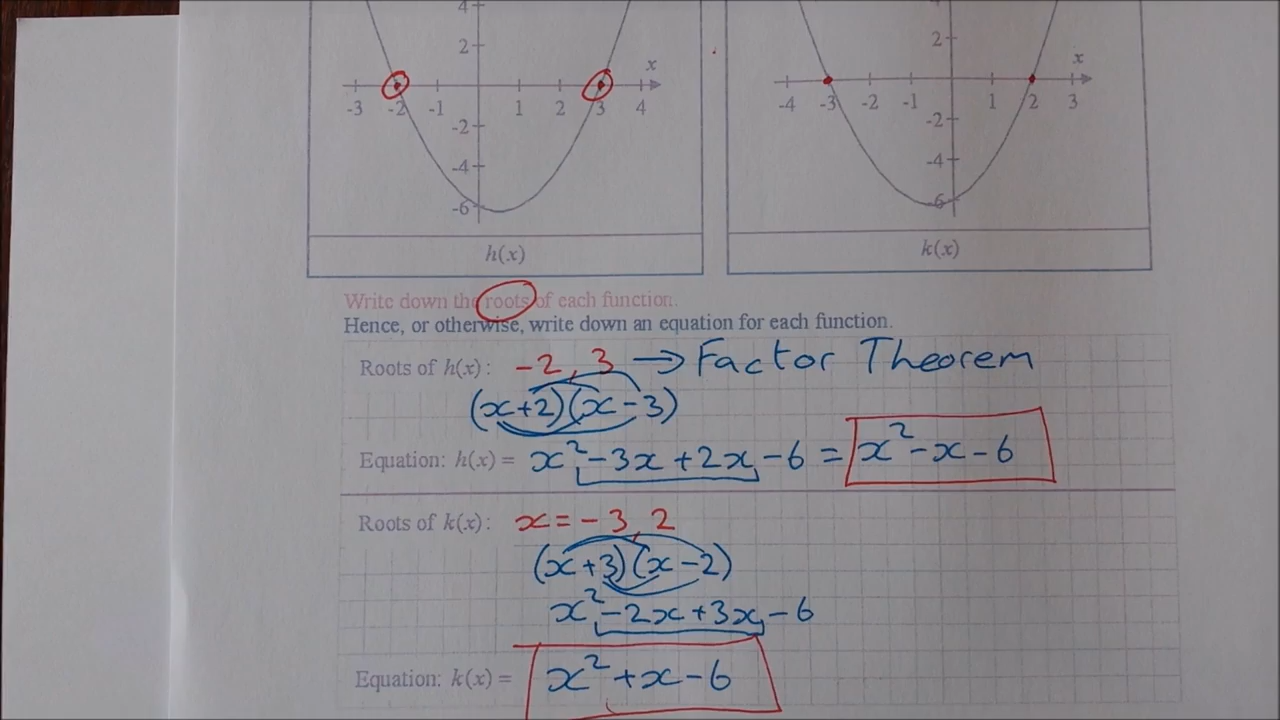 4
2
x
-3 -2 -1 1 2 3 4
-2
-4
-6
h(x)
2
x
-4 -3 -2 -1 1 2 3
-2
-4
-6
k(x)
Write down the roots of each function.
Hence, or otherwise, write down an equation for each function.
Roots of h(x): -2, 3 → Factor Theorem
(x+2)(x-3)
Equation: h(x) = x²-3x+2x-6 = x²-x-6
Roots of k(x): x=-3, 2
(x+3)(x-2)
x²-2x+3x-6
Equation: k(x) = x²+x-6